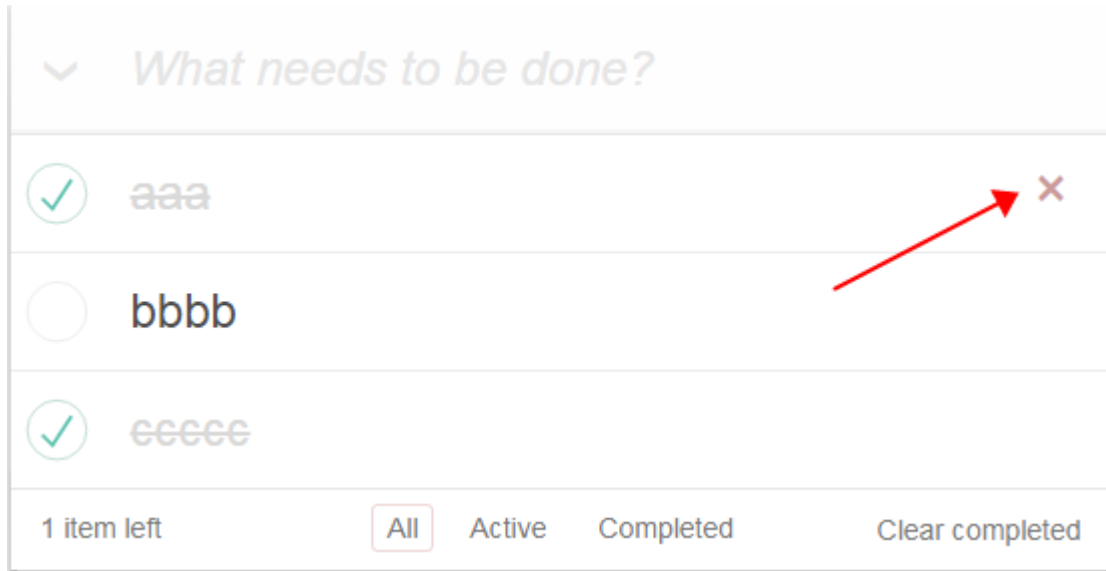 What needs to be done?
aaa
bbbb
ccccc
1 item left All Active Completed Clear completed